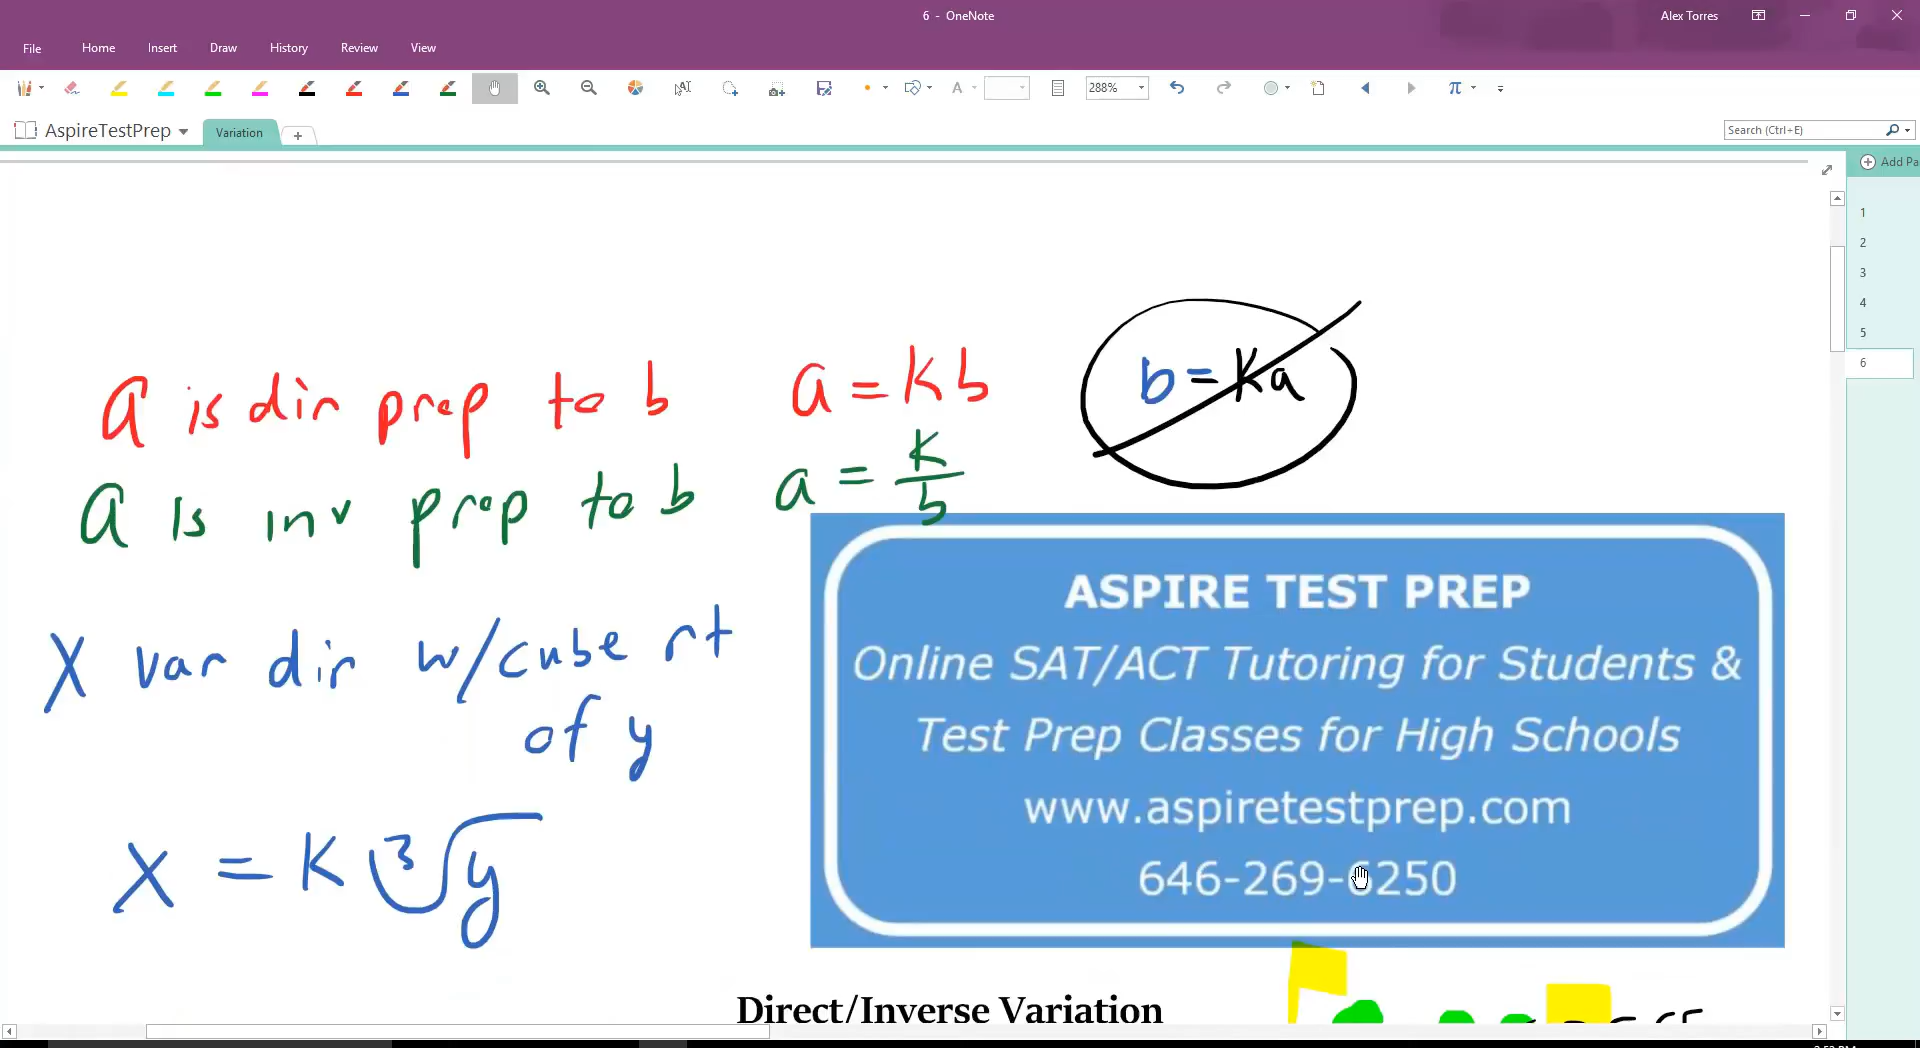 6 - OneNote
Alex Torres
File Home Insert Draw History Review View
288%
AspireTestPrep
Variation
Search (Ctrl+E)
Add Pa
1
2
3
4
5
6
a is dir prop to b a = kb b = Ka
a is inv prop to b a = k/b
X var dir w/cube rt
of y
X = K ∛y
ASPIRE TEST PREP
Online SAT/ACT Tutoring for Students &
Test Prep Classes for High Schools
www.aspiretestprep.com
646-269-6250
Direct/Inverse Variation